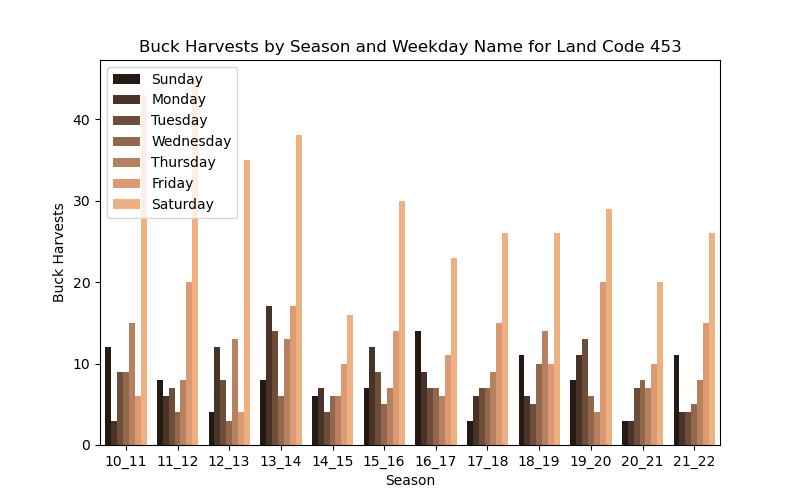 Buck Harvests by Season and Weekday Name for Land Code 453
Sunday
Monday
Tuesday
Wednesday
Thursday
Friday
Saturday
40
30
20
10
0
Buck Harvests
10_11 11_12 12_13 13_14 14_15 15_16 16_17 17_18 18_19 19_20 20_21 21_22
Season